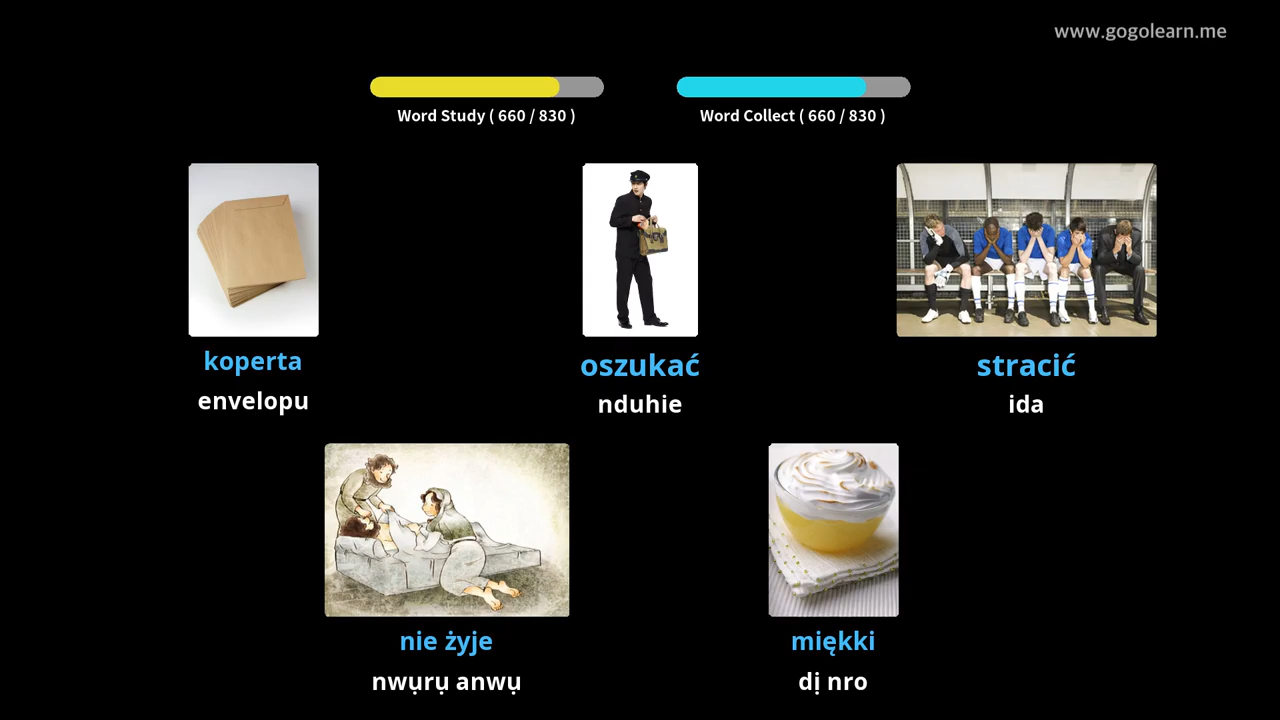 www.gogolearn.me
Word Study ( 660 / 830 )
Word Collect ( 660 / 830 )
koperta
envelopu
oszukać
nduhie
stracić
ida
nie żyje
nwụrụ anwụ
miękki
dị nro